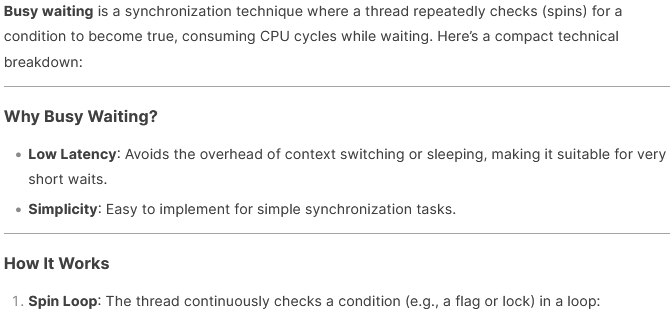 Busy waiting is a synchronization technique where a thread repeatedly checks (spins) for a
condition to become true, consuming CPU cycles while waiting. Here’s a compact technical
breakdown:
Why Busy Waiting?
• Low Latency: Avoids the overhead of context switching or sleeping, making it suitable for very
short waits.
• Simplicity: Easy to implement for simple synchronization tasks.
How It Works
1. Spin Loop: The thread continuously checks a condition (e.g., a flag or lock) in a loop: